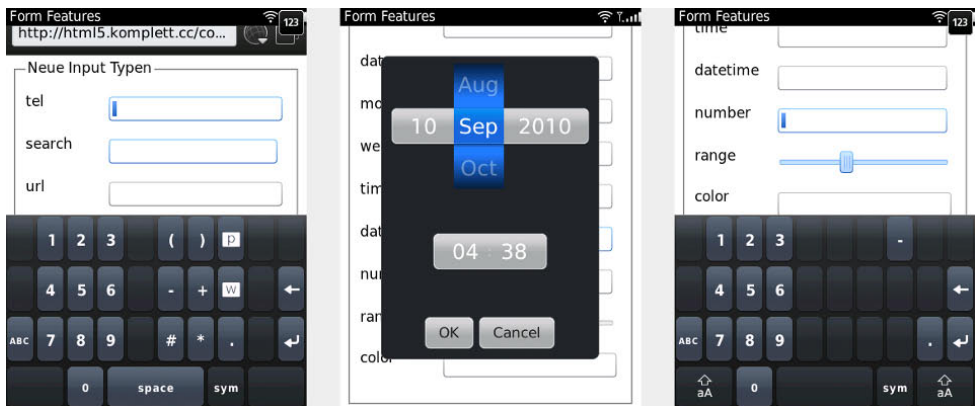 Form Features
123
http://html5.komplett.cc/co...
Neue Input Typen
tel
search
url
1 2 3 ( ) p
4 5 6 - + w
ABC 7 8 9 # * .
0 space sym
Form Features
dat
mo
we
tim
dat
nu
ran
colo
Aug
10 Sep 2010
Oct
04 : 38
OK Cancel
Form Features
123
time
datetime
number
range
color
1 2 3 -
4 5 6
ABC 7 8 9 .
aA 0 sym aA